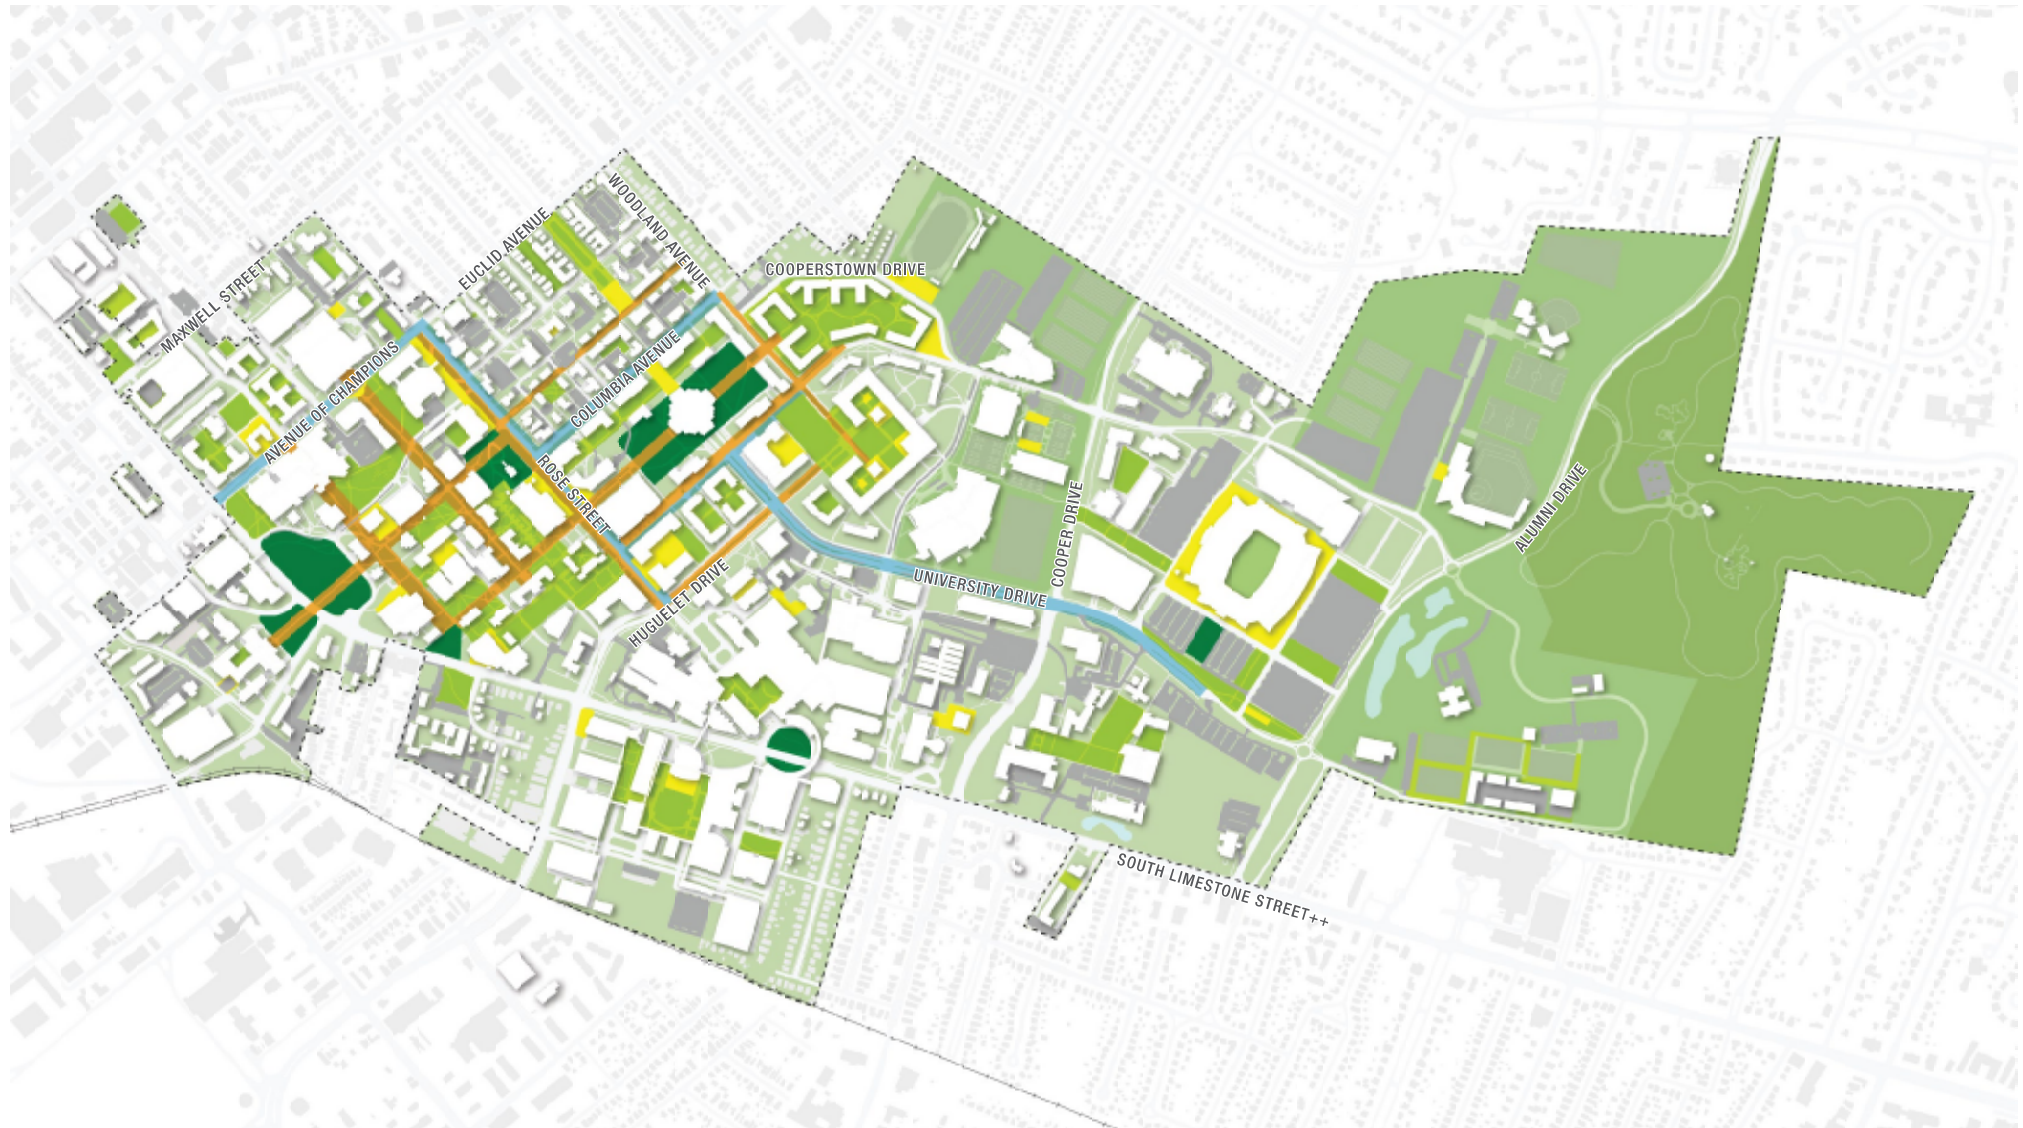 WOODLAND AVENUE
EUCLID AVENUE
COOPERSTOWN DRIVE
MAXWELL STREET
AVENUE OF CHAMPIONS
COLUMBIA AVENUE
ROSE STREET
COOPER DRIVE
ALUMNI DRIVE
HUGUELET DRIVE
UNIVERSITY DRIVE
SOUTH LIMESTONE STREET++